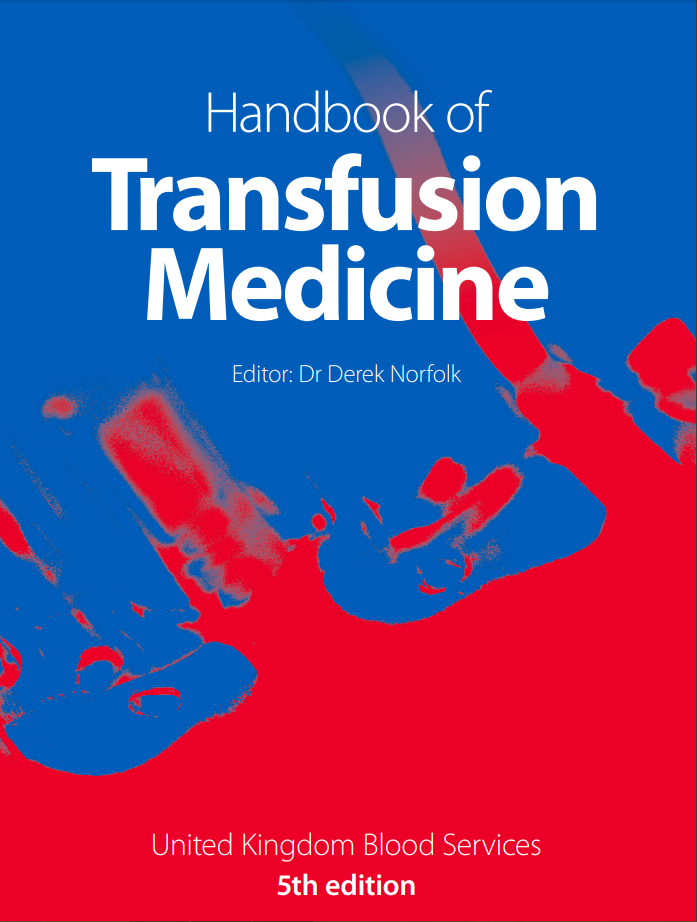 Handbook of
Transfusion
Medicine
Editor: Dr Derek Norfolk
United Kingdom Blood Services
5th edition